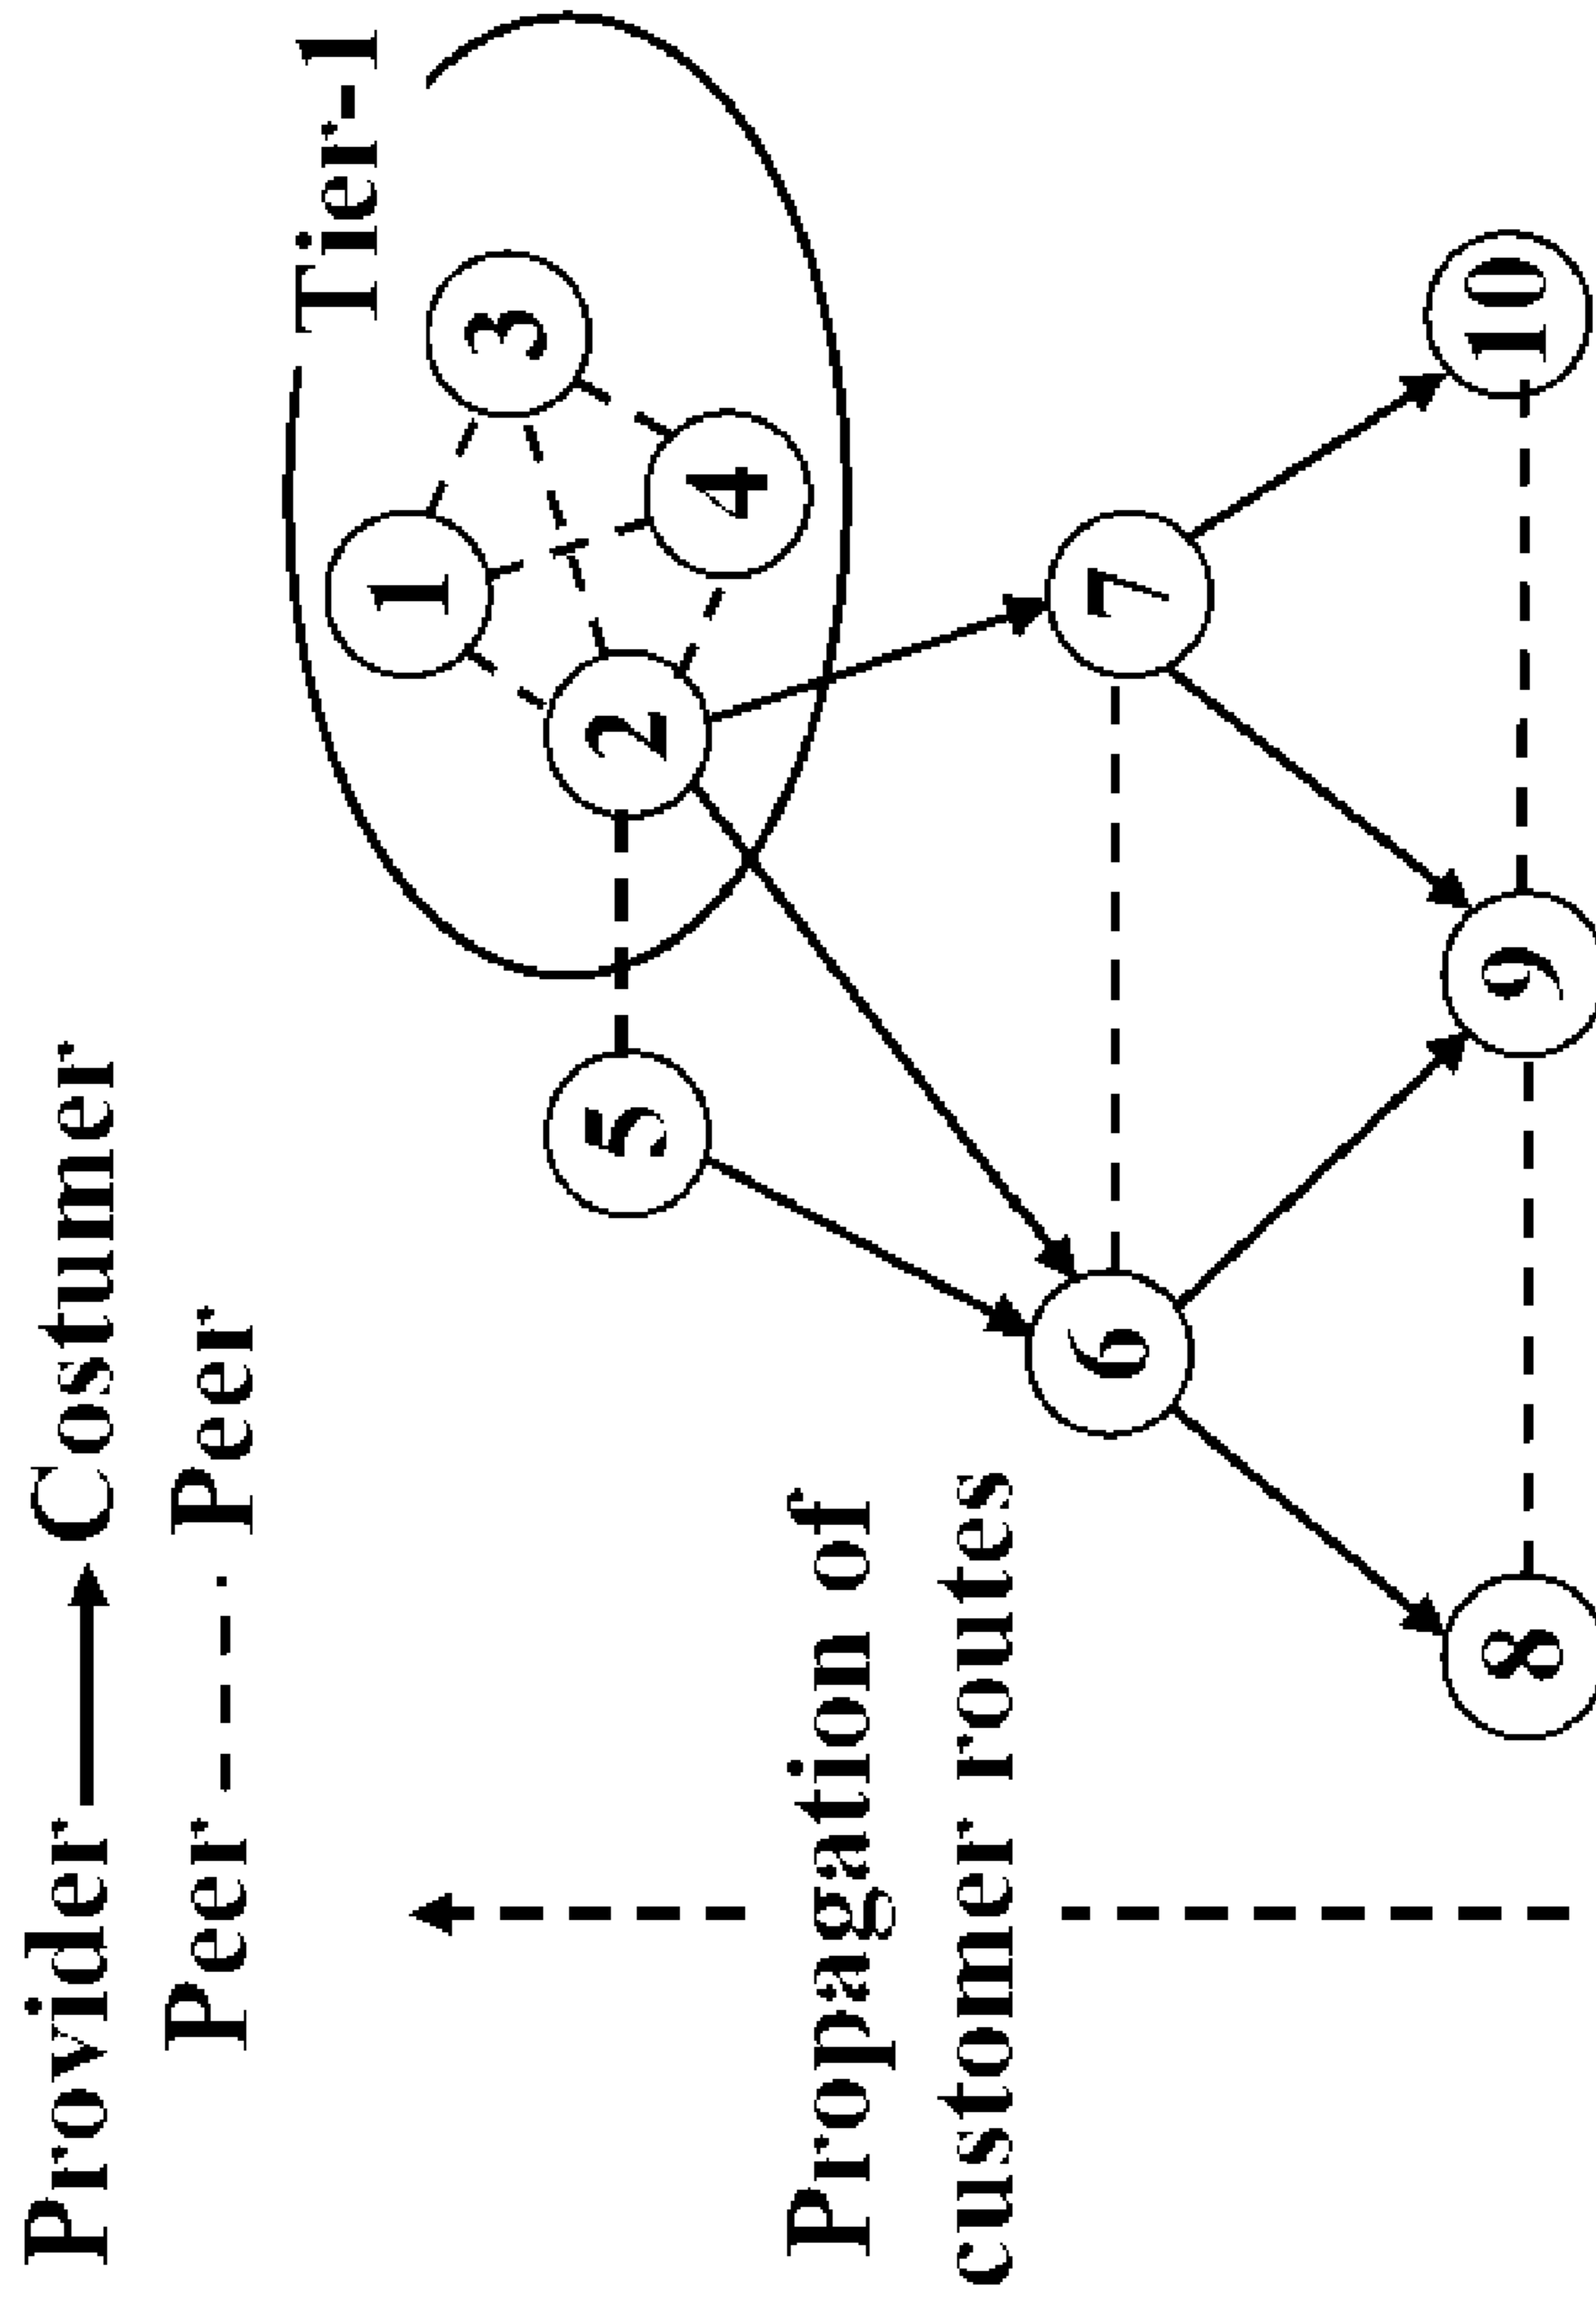 Provider Costumer
Peer Peer
Tier-1
1
3
2
4
5
Propagation of
customer routes
6
7
8
9
10